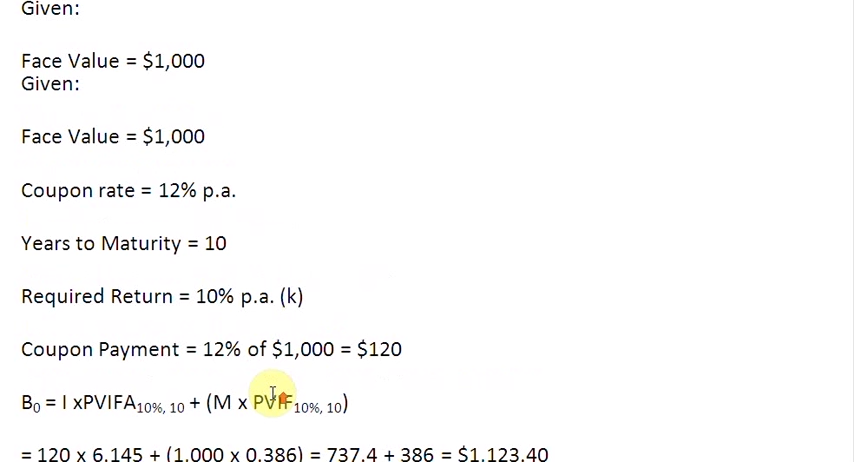 Given:
Face Value = $1,000
Given:
Face Value = $1,000
Coupon rate = 12% p.a.
Years to Maturity = 10
Required Return = 10% p.a. (k)
Coupon Payment = 12% of $1,000 = $120
B₀ = I xPVIFA₁₀%, ₁₀ + (M x PVIF₁₀%, ₁₀)
= 120 x 6.145 + (1,000 x 0.386) = 737.4 + 386 = $1,123.40